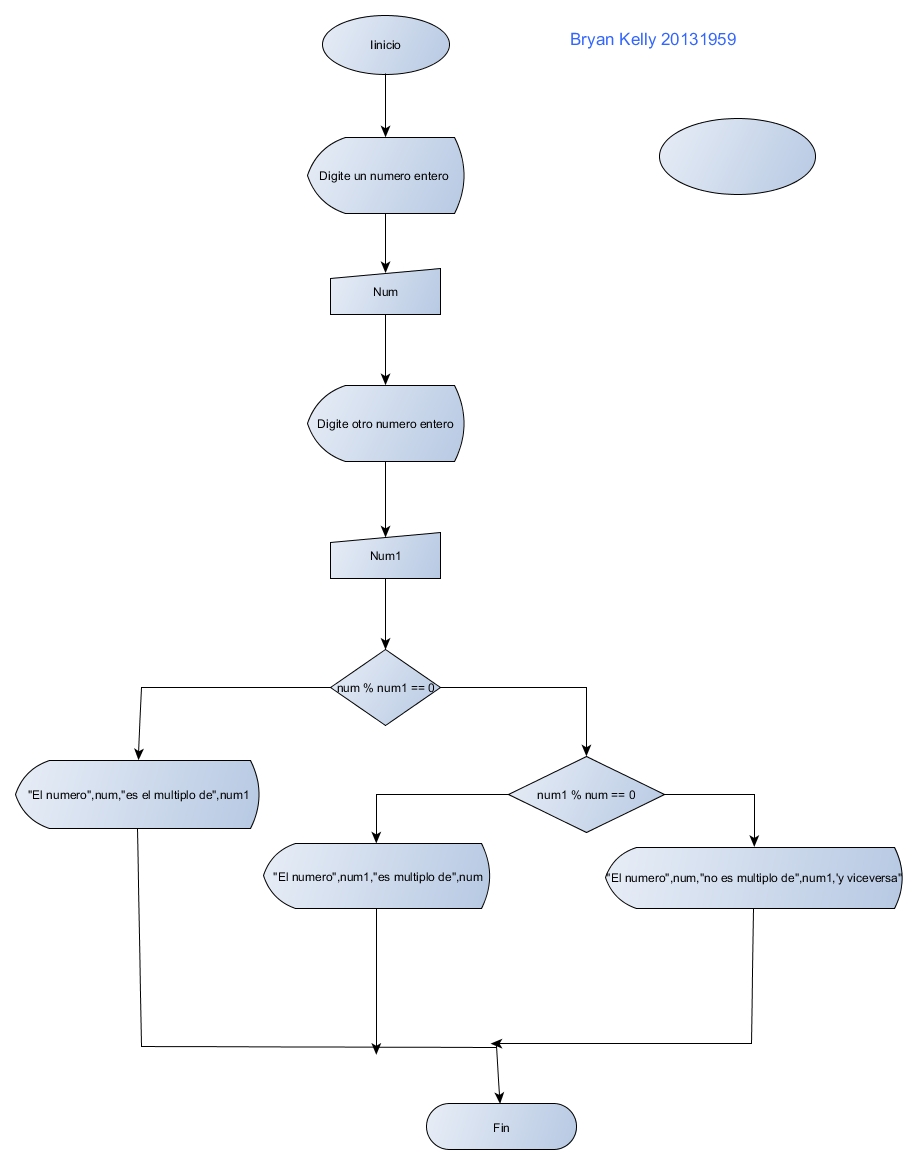 Iinicio
Bryan Kelly 20131959
Digite un numero entero
Num
Digite otro numero entero
Num1
num % num1 == 0
"El numero",num,"es el multiplo de",num1
num1 % num == 0
"El numero",num1,"es multiplo de",num
"El numero",num,"no es multiplo de",num1,'y viceversa"
Fin